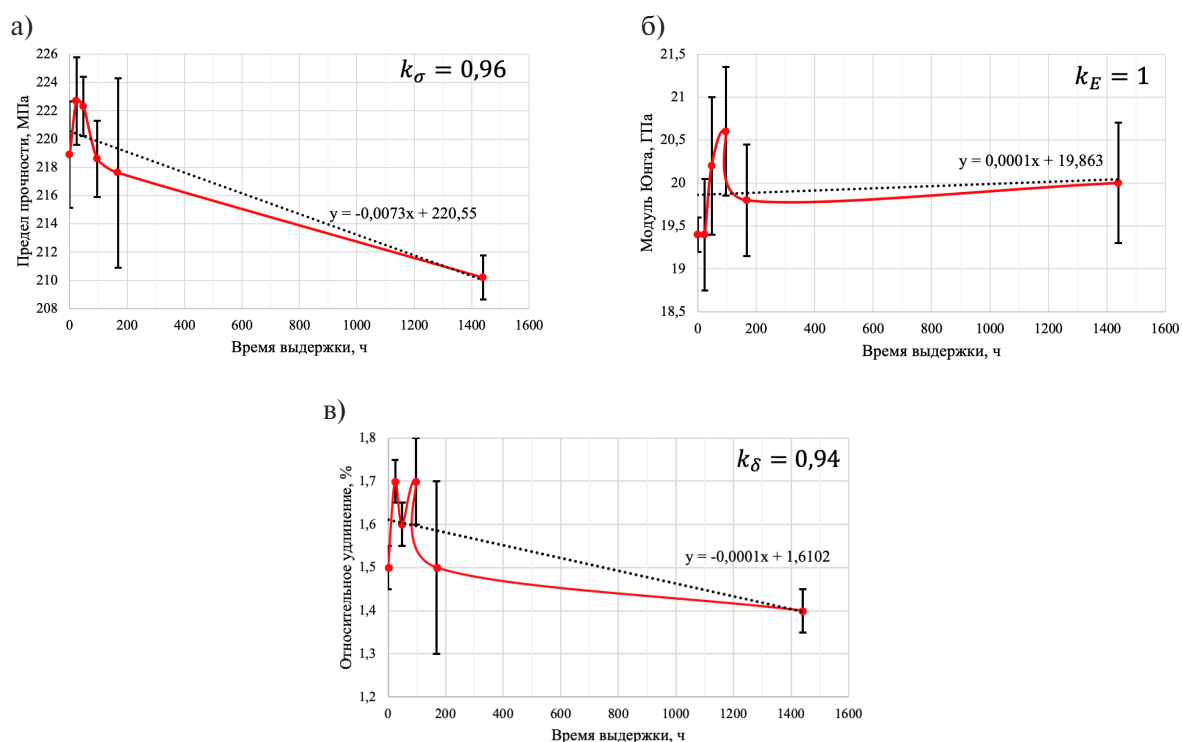 а)
226
224
222
220
218
216
214
212
210
208
Предел прочности, МПа
kσ = 0,96
y = -0,0073x + 220,55
0 200 400 600 800 1000 1200 1400 1600
Время выдержки, ч
б)
21,5
21
20,5
20
19,5
19
18,5
Модуль Юнга, ГПа
kE = 1
y = 0,0001x + 19,863
0 200 400 600 800 1000 1200 1400 1600
Время выдержки, ч
в)
1,8
1,7
1,6
1,5
1,4
1,3
1,2
Относительное удлинение, %
kδ = 0,94
y = -0,0001x + 1,6102
0 200 400 600 800 1000 1200 1400 1600
Время выдержки, ч